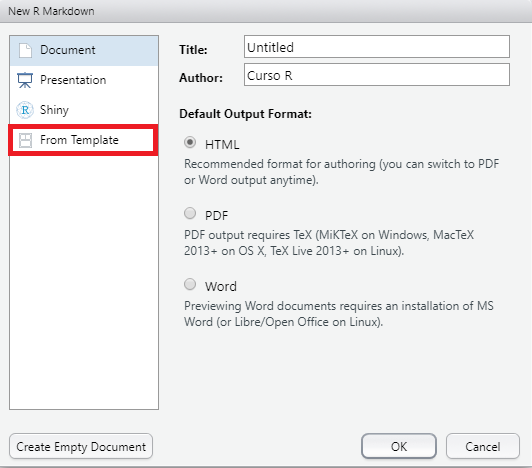 New R Markdown
Document
Presentation
Shiny
From Template
Title: Untitled
Author: Curso R
Default Output Format:
HTML
Recommended format for authoring (you can switch to PDF
or Word output anytime).
PDF
PDF output requires TeX (MiKTeX on Windows, MacTeX
2013+ on OS X, TeX Live 2013+ on Linux).
Word
Previewing Word documents requires an installation of MS
Word (or Libre/Open Office on Linux).
Create Empty Document
OK
Cancel